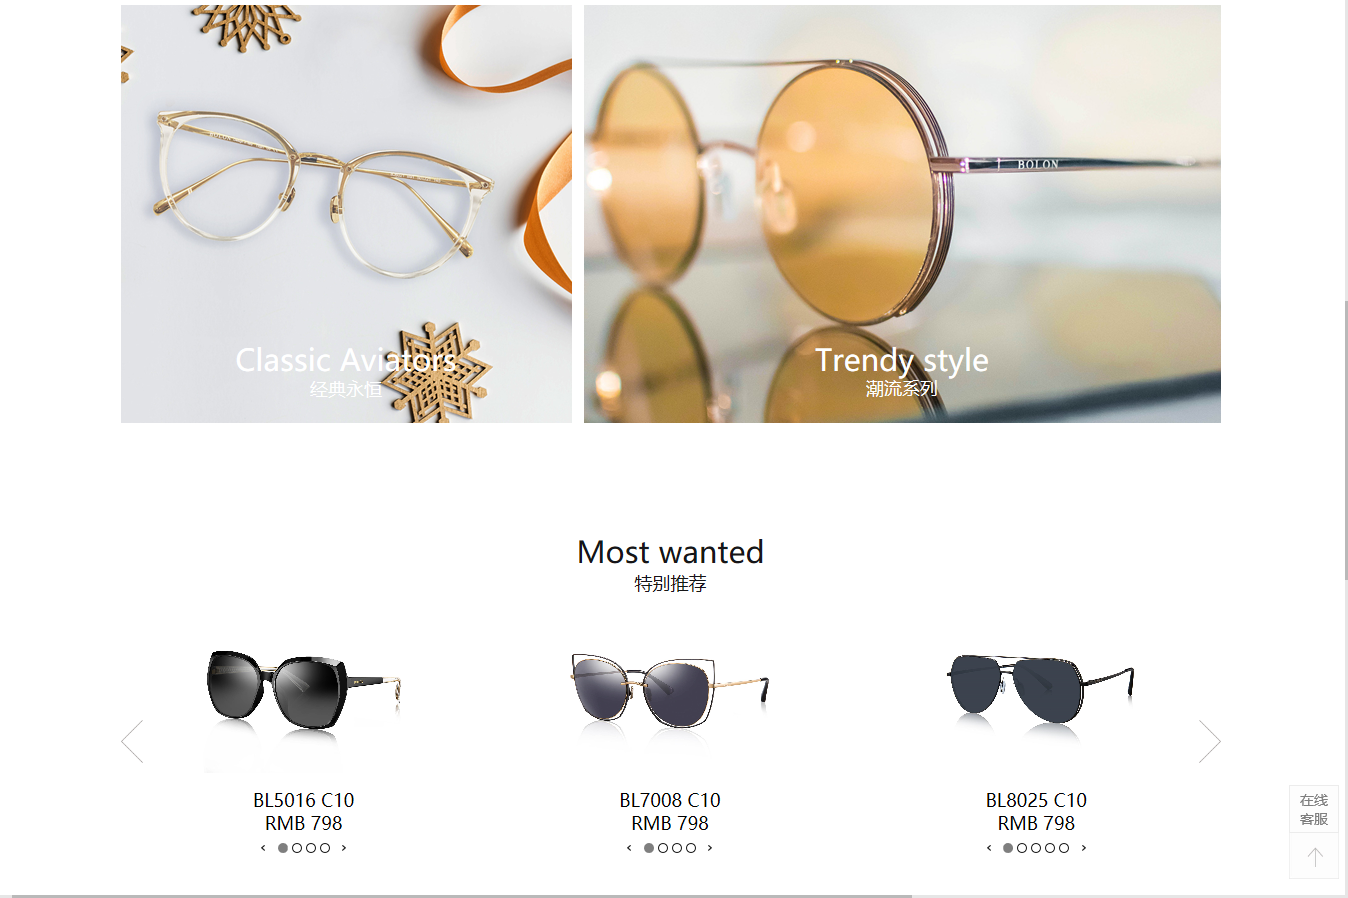 BOLON
Classic Aviators
经典永恒
BOLON
Trendy style
潮流系列
Most wanted
特别推荐
BL5016 C10
RMB 798
BL7008 C10
RMB 798
BL8025 C10
RMB 798
在线
客服